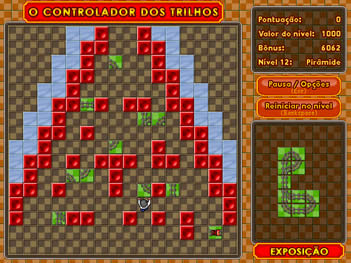 O CONTROLADOR DOS TRILHOS
Pontuação: 0
Valor do nível: 1000
Bônus: 6062
Nível 12: Pirâmide
Pausa / Opções
(Esc)
Reiniciar no nível
(Backspace)
EXPOSIÇÃO